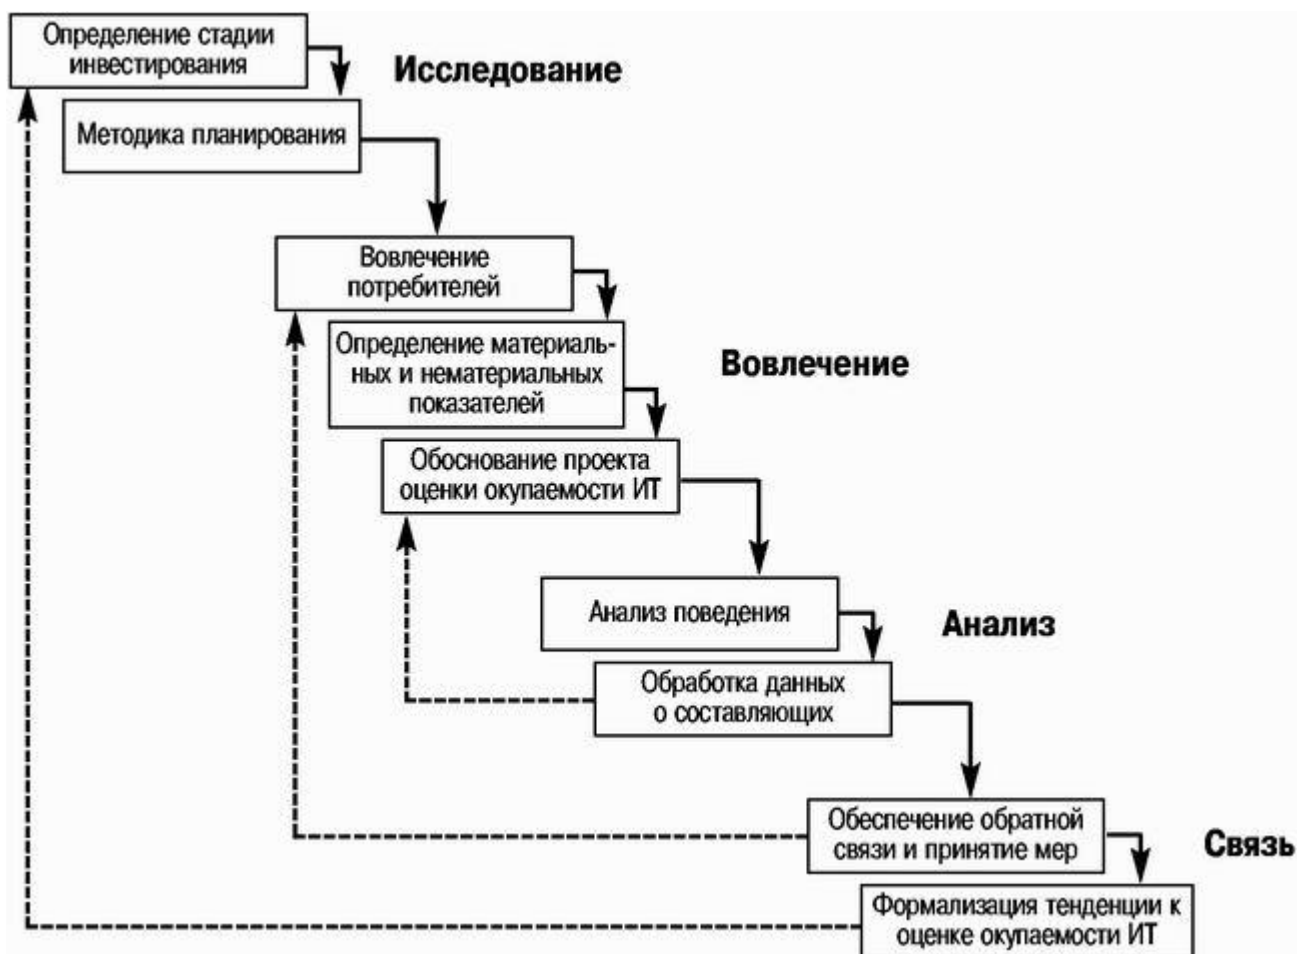 Определение стадии
инвестирования
Исследование
Методика планирования
Вовлечение
потребителей
Определение материаль-
ных и нематериальных
показателей
Вовлечение
Обоснование проекта
оценки окупаемости ИТ
Анализ поведения
Анализ
Обработка данных
о составляющих
Обеспечение обратной
связи и принятие мер
Связь
Формализация тенденции к
оценке окупаемости ИТ